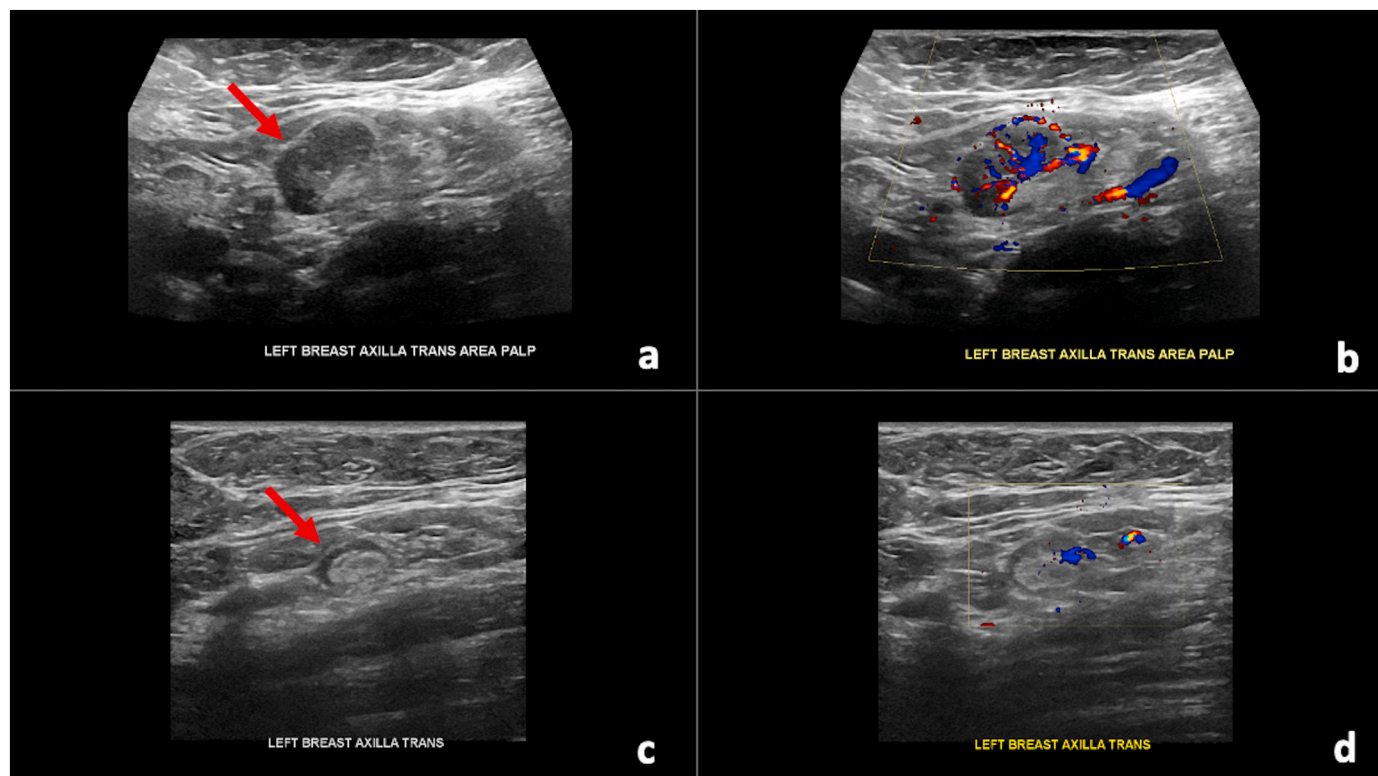 LEFT BREAST AXILLA TRANS AREA PALP
a
LEFT BREAST AXILLA TRANS AREA PALP
b
LEFT BREAST AXILLA TRANS
c
LEFT BREAST AXILLA TRANS
d